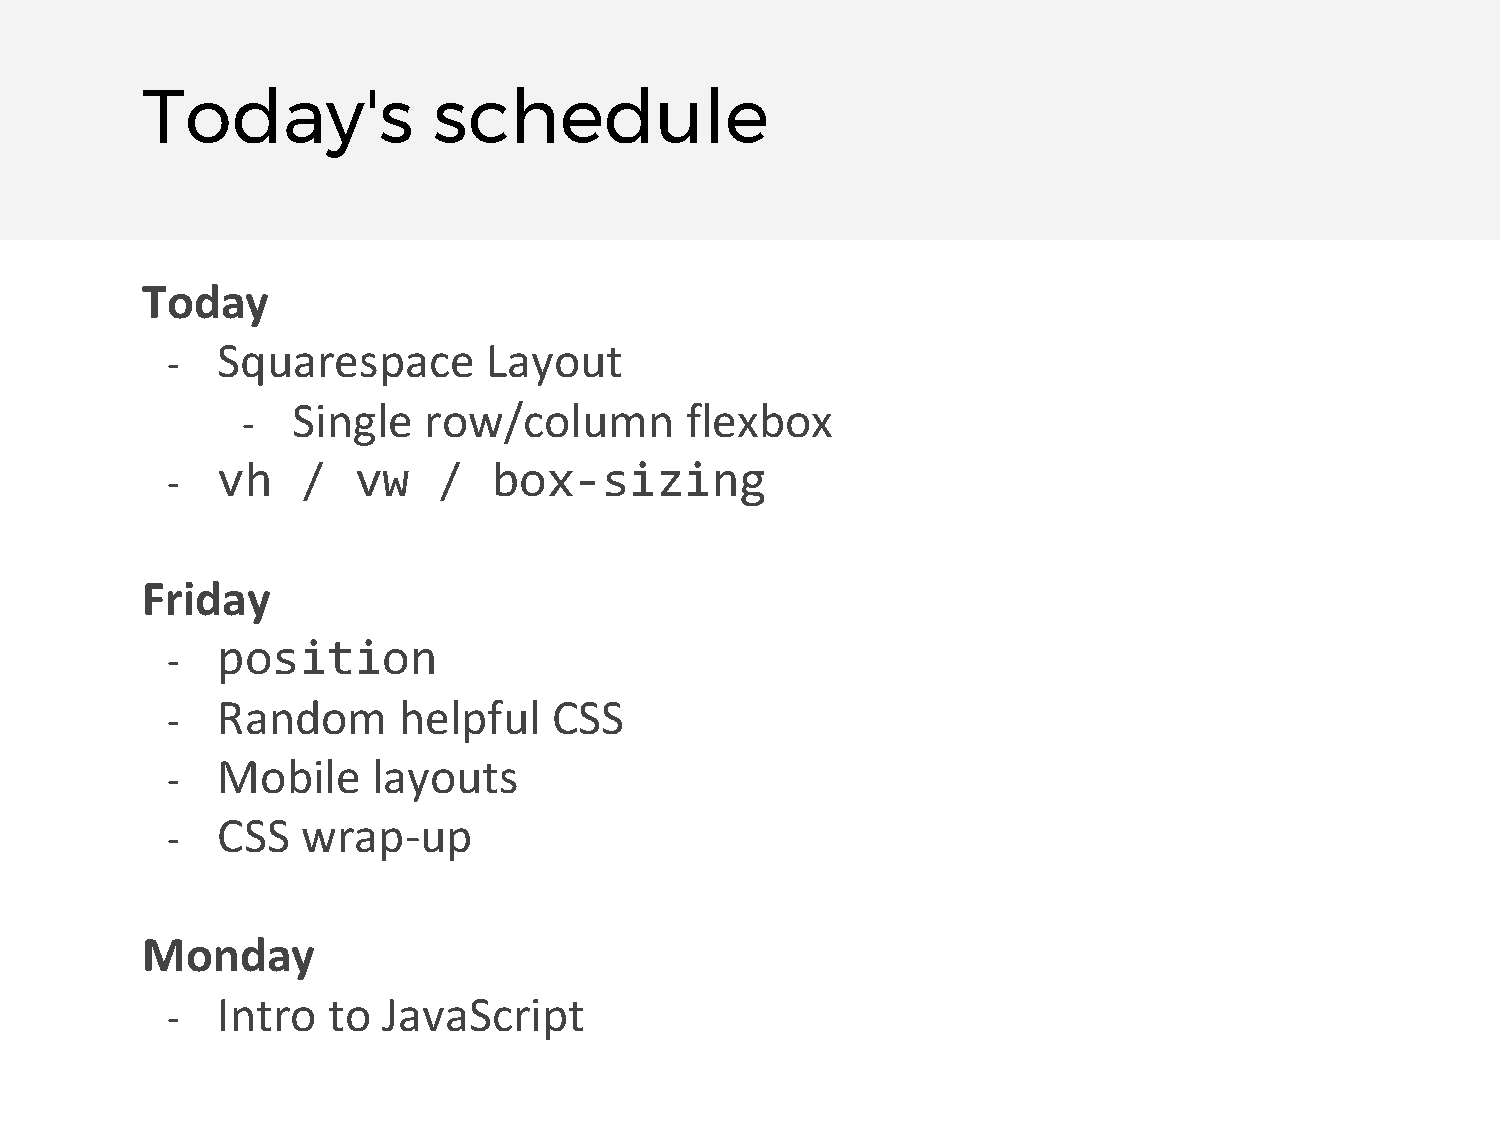 Today's schedule
Today
- Squarespace Layout
- Single row/column flexbox
- vh / vw / box-sizing
Friday
- position
- Random helpful CSS
- Mobile layouts
- CSS wrap-up
Monday
- Intro to JavaScript